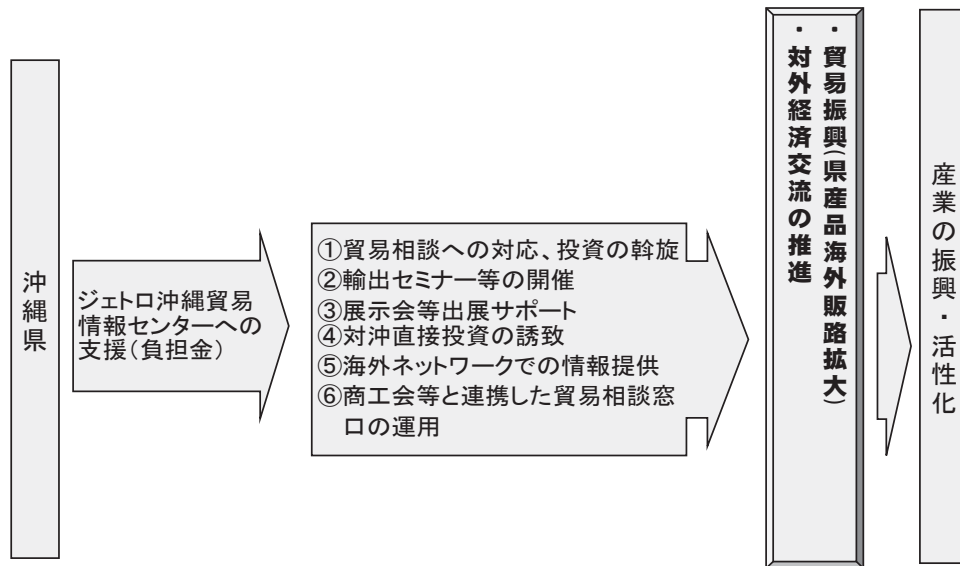 沖縄県
ジェトロ沖縄貿易
情報センターへの
支援(負担金)
①貿易相談への対応、投資の斡旋
②輸出セミナー等の開催
③展示会等出展サポート
④対沖直接投資の誘致
⑤海外ネットワークでの情報提供
⑥商工会等と連携した貿易相談窓
口の運用
・貿易振興(県産品海外販路拡大)
・対外経済交流の推進
産業の振興・活性化